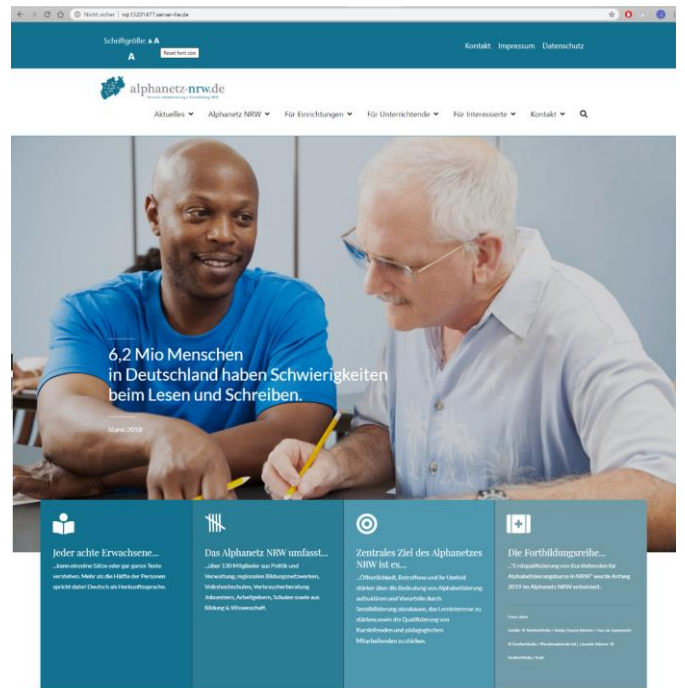 Nicht sicher | wp13201477.server-he.de
Schriftgröße: A A
A
Reset font size
Kontakt Impressum Datenschutz
alphanetz-nrw.de
Aktuelles Alphanetz NRW Für Einrichtungen Für Unterrichtende Für Interessierte Kontakt
6,2 Mio Menschen
in Deutschland haben Schwierigkeiten
beim Lesen und Schreiben.
Stand 2018
Jeder achte Erwachsene...
...kann einzelne Sätze oder gar ganze Texte
verstehen. Mehr als die Hälfte der Personen
spricht dabei Deutsch als Herkunftssprache.
Das Alphanetz NRW umfasst...
...über 130 Mitglieder aus Politik und
Verwaltung, regionalen Bildungsnetzwerken,
Volkshochschulen, Verbraucherberatung
Jobcentern, Arbeitgebern, Schulen sowie aus
Bildung & Wissenschaft.
Zentrales Ziel des Alphanetzes
NRW ist es...
...Öffentlichkeit, Betroffene und ihr Umfeld
stärker über die Bedeutung von Alphabetisierung
aufzuklären und Vorurteile durch
Sensibilisierung abzubauen, das Lerninteresse zu
stärken, sowie die Qualifizierung von
Kursleitenden und pädagogischen
Mitarbeitenden zu stärken.
Die Fortbildungsreihe...
..."Erstqualifizierung von Kursleitenden für
Alphabetisierungskurse in NRW" wurde Anfang
2019 im Alphanetz NRW entwickelt.